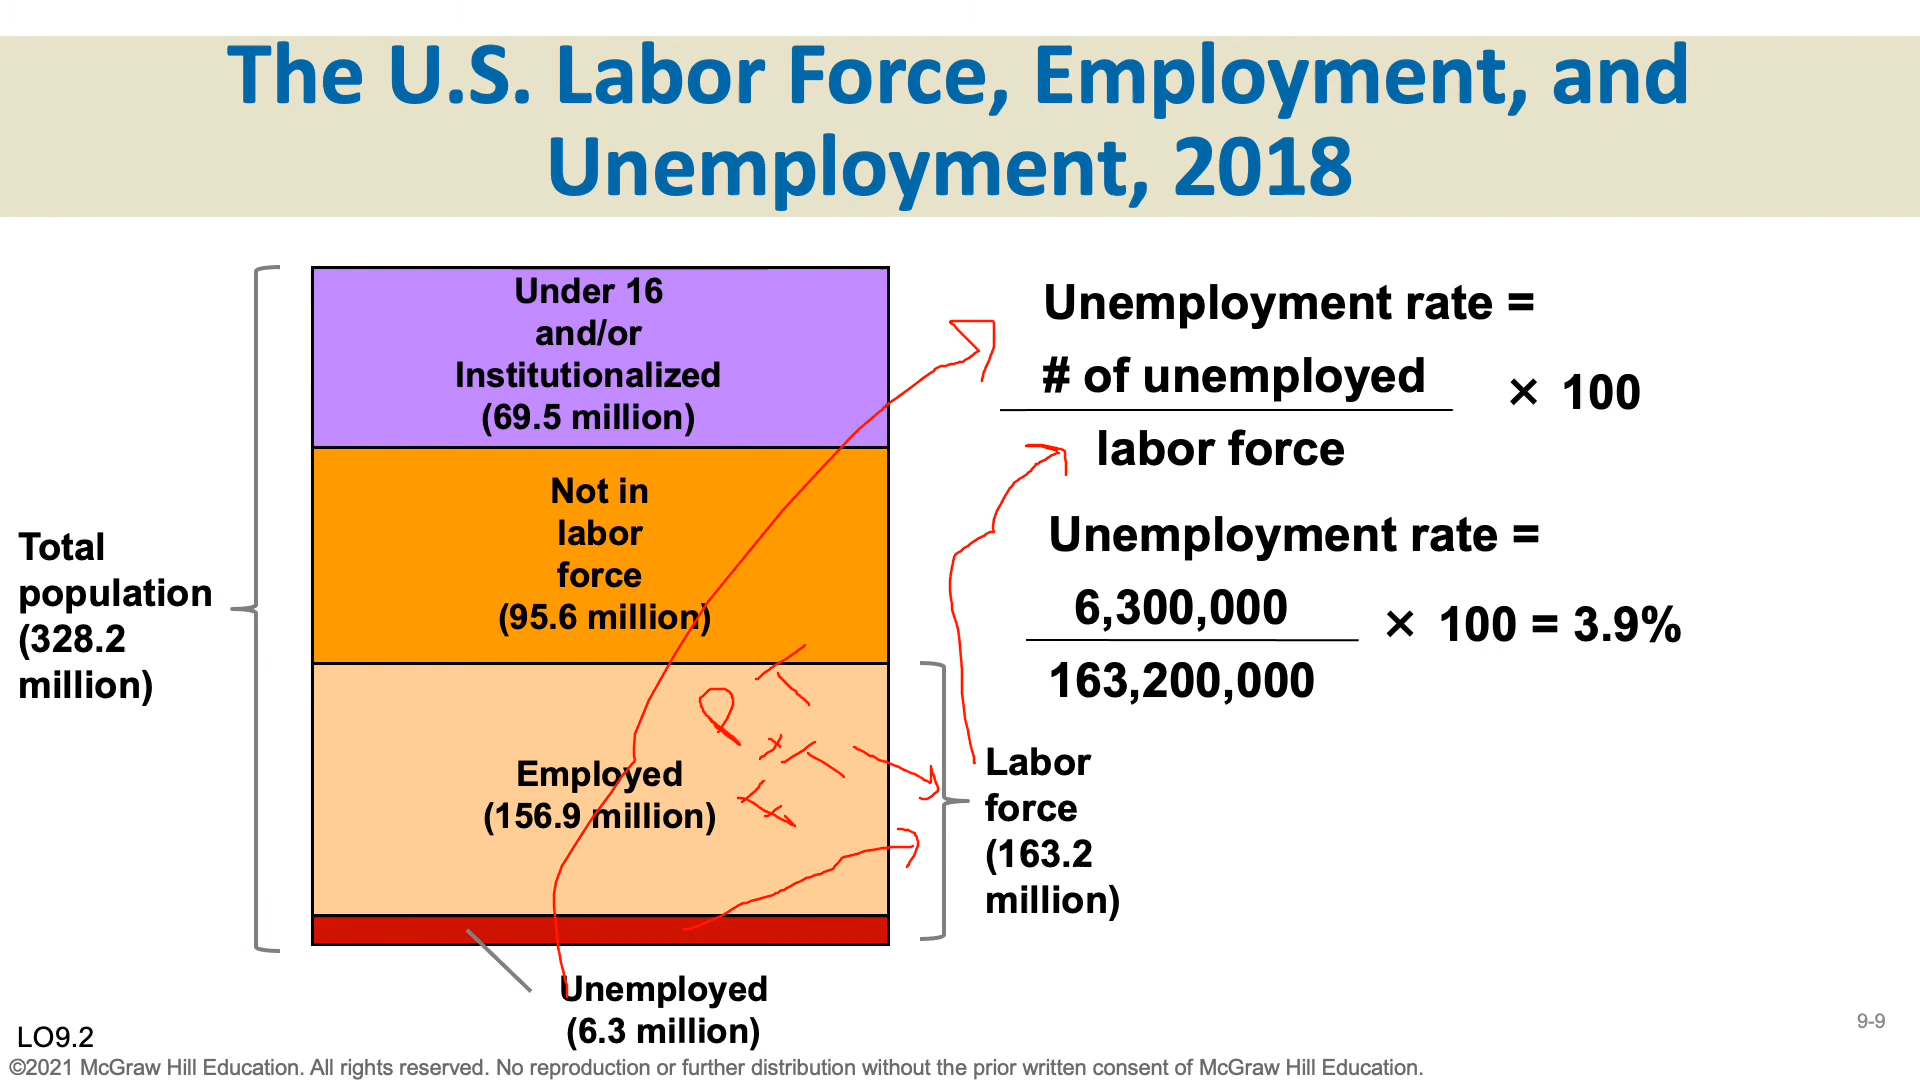 The U.S. Labor Force, Employment, and
Unemployment, 2018
Total
population
(328.2
million)
Under 16
and/or
Institutionalized
(69.5 million)
Not in
labor
force
(95.6 million)
Employed
(156.9 million)
Unemployed
(6.3 million)
Labor
force
(163.2
million)
Unemployment rate =
# of unemployed
× 100
labor force
Unemployment rate =
6,300,000
× 100 = 3.9%
163,200,000
LO9.2
9-9
©2021 McGraw Hill Education. All rights reserved. No reproduction or further distribution without the prior written consent of McGraw Hill Education.